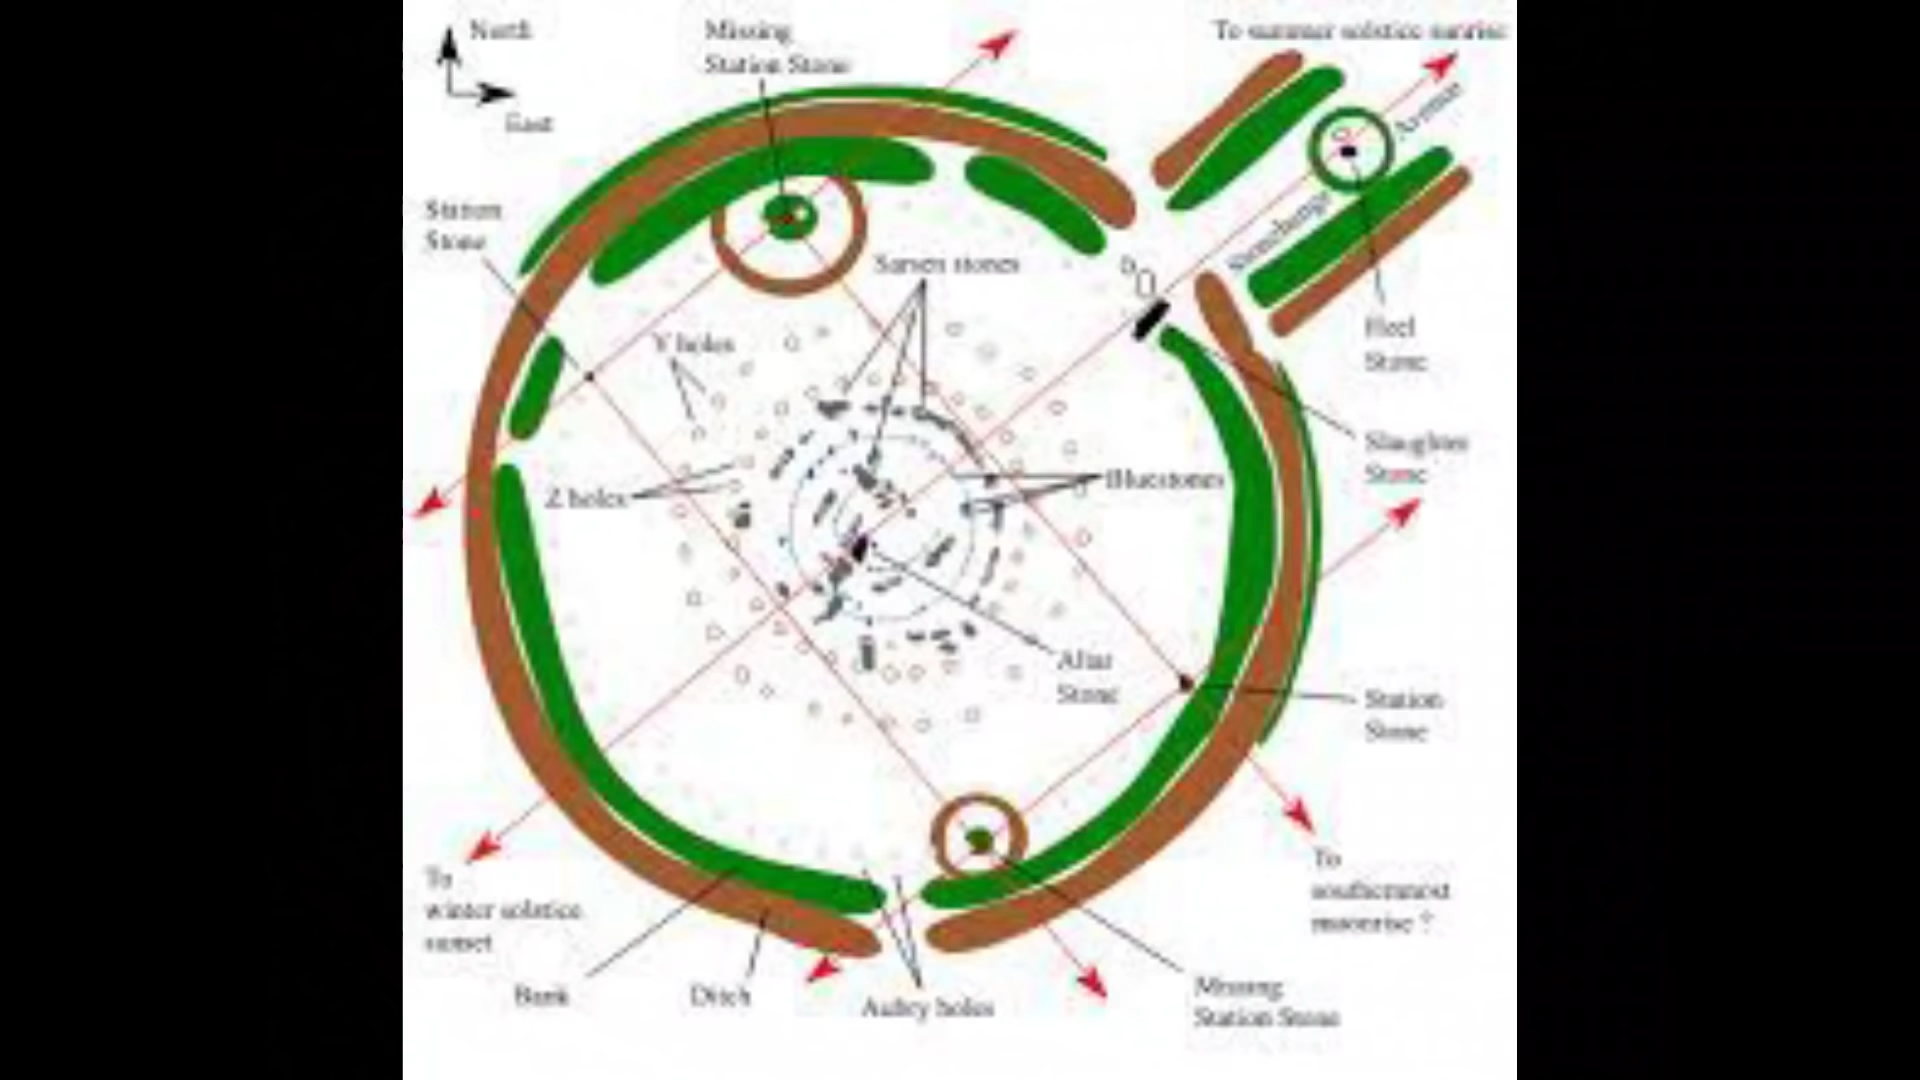 North
East
Missing
Station Stone
To summer solstice sunrise
Stonehenge Avenue
Station
Stone
Sarsen stones
Y holes
Heel
Stone
Slaughter
Stone
Z holes
Bluestones
Altar
Stone
Station
Stone
To
winter solstice
sunset
To
southernmost
moonrise ?
Bank
Ditch
Aubry holes
Missing
Station Stone